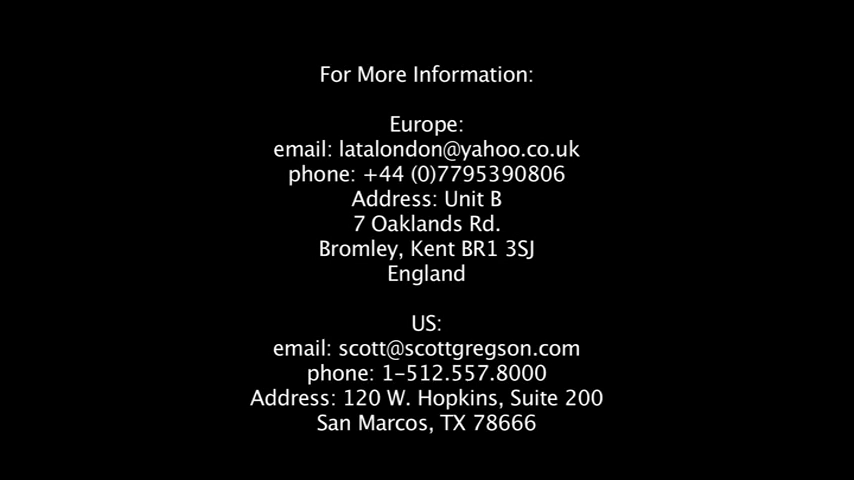 For More Information:
Europe:
email: latalondon@yahoo.co.uk
phone: +44 (0)7795390806
Address: Unit B
7 Oaklands Rd.
Bromley, Kent BR1 3SJ
England
US:
email: scott@scottgregson.com
phone: 1-512.557.8000
Address: 120 W. Hopkins, Suite 200
San Marcos, TX 78666